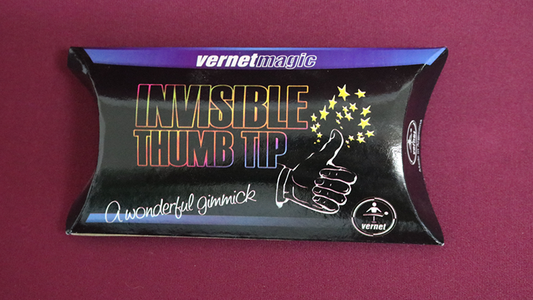 vernetmagic
INVISIBLE
THUMB TIP
A wonderful gimmick
vernet